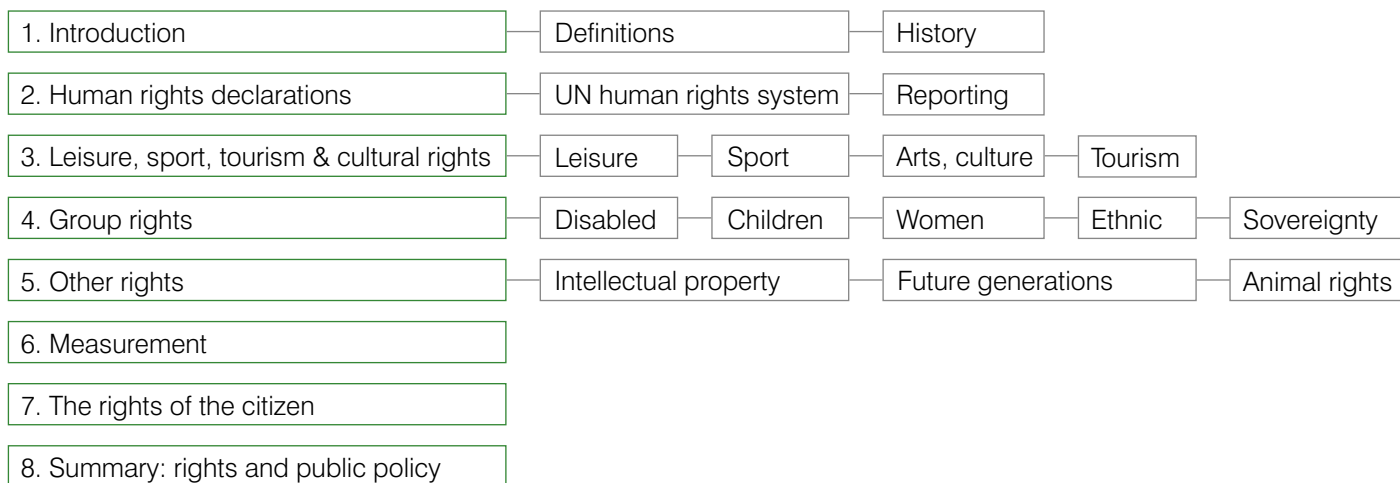 1. Introduction Definitions History
2. Human rights declarations UN human rights system Reporting
3. Leisure, sport, tourism & cultural rights Leisure Sport Arts, culture Tourism
4. Group rights Disabled Children Women Ethnic Sovereignty
5. Other rights Intellectual property Future generations Animal rights
6. Measurement
7. The rights of the citizen
8. Summary: rights and public policy